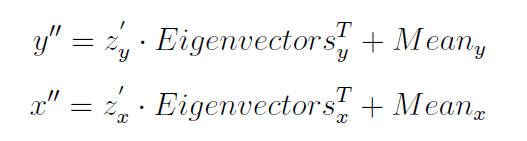 y'' = z'_y · Eigenvectors_y^T + Mean_y
x'' = z'_x · Eigenvectors_x^T + Mean_x